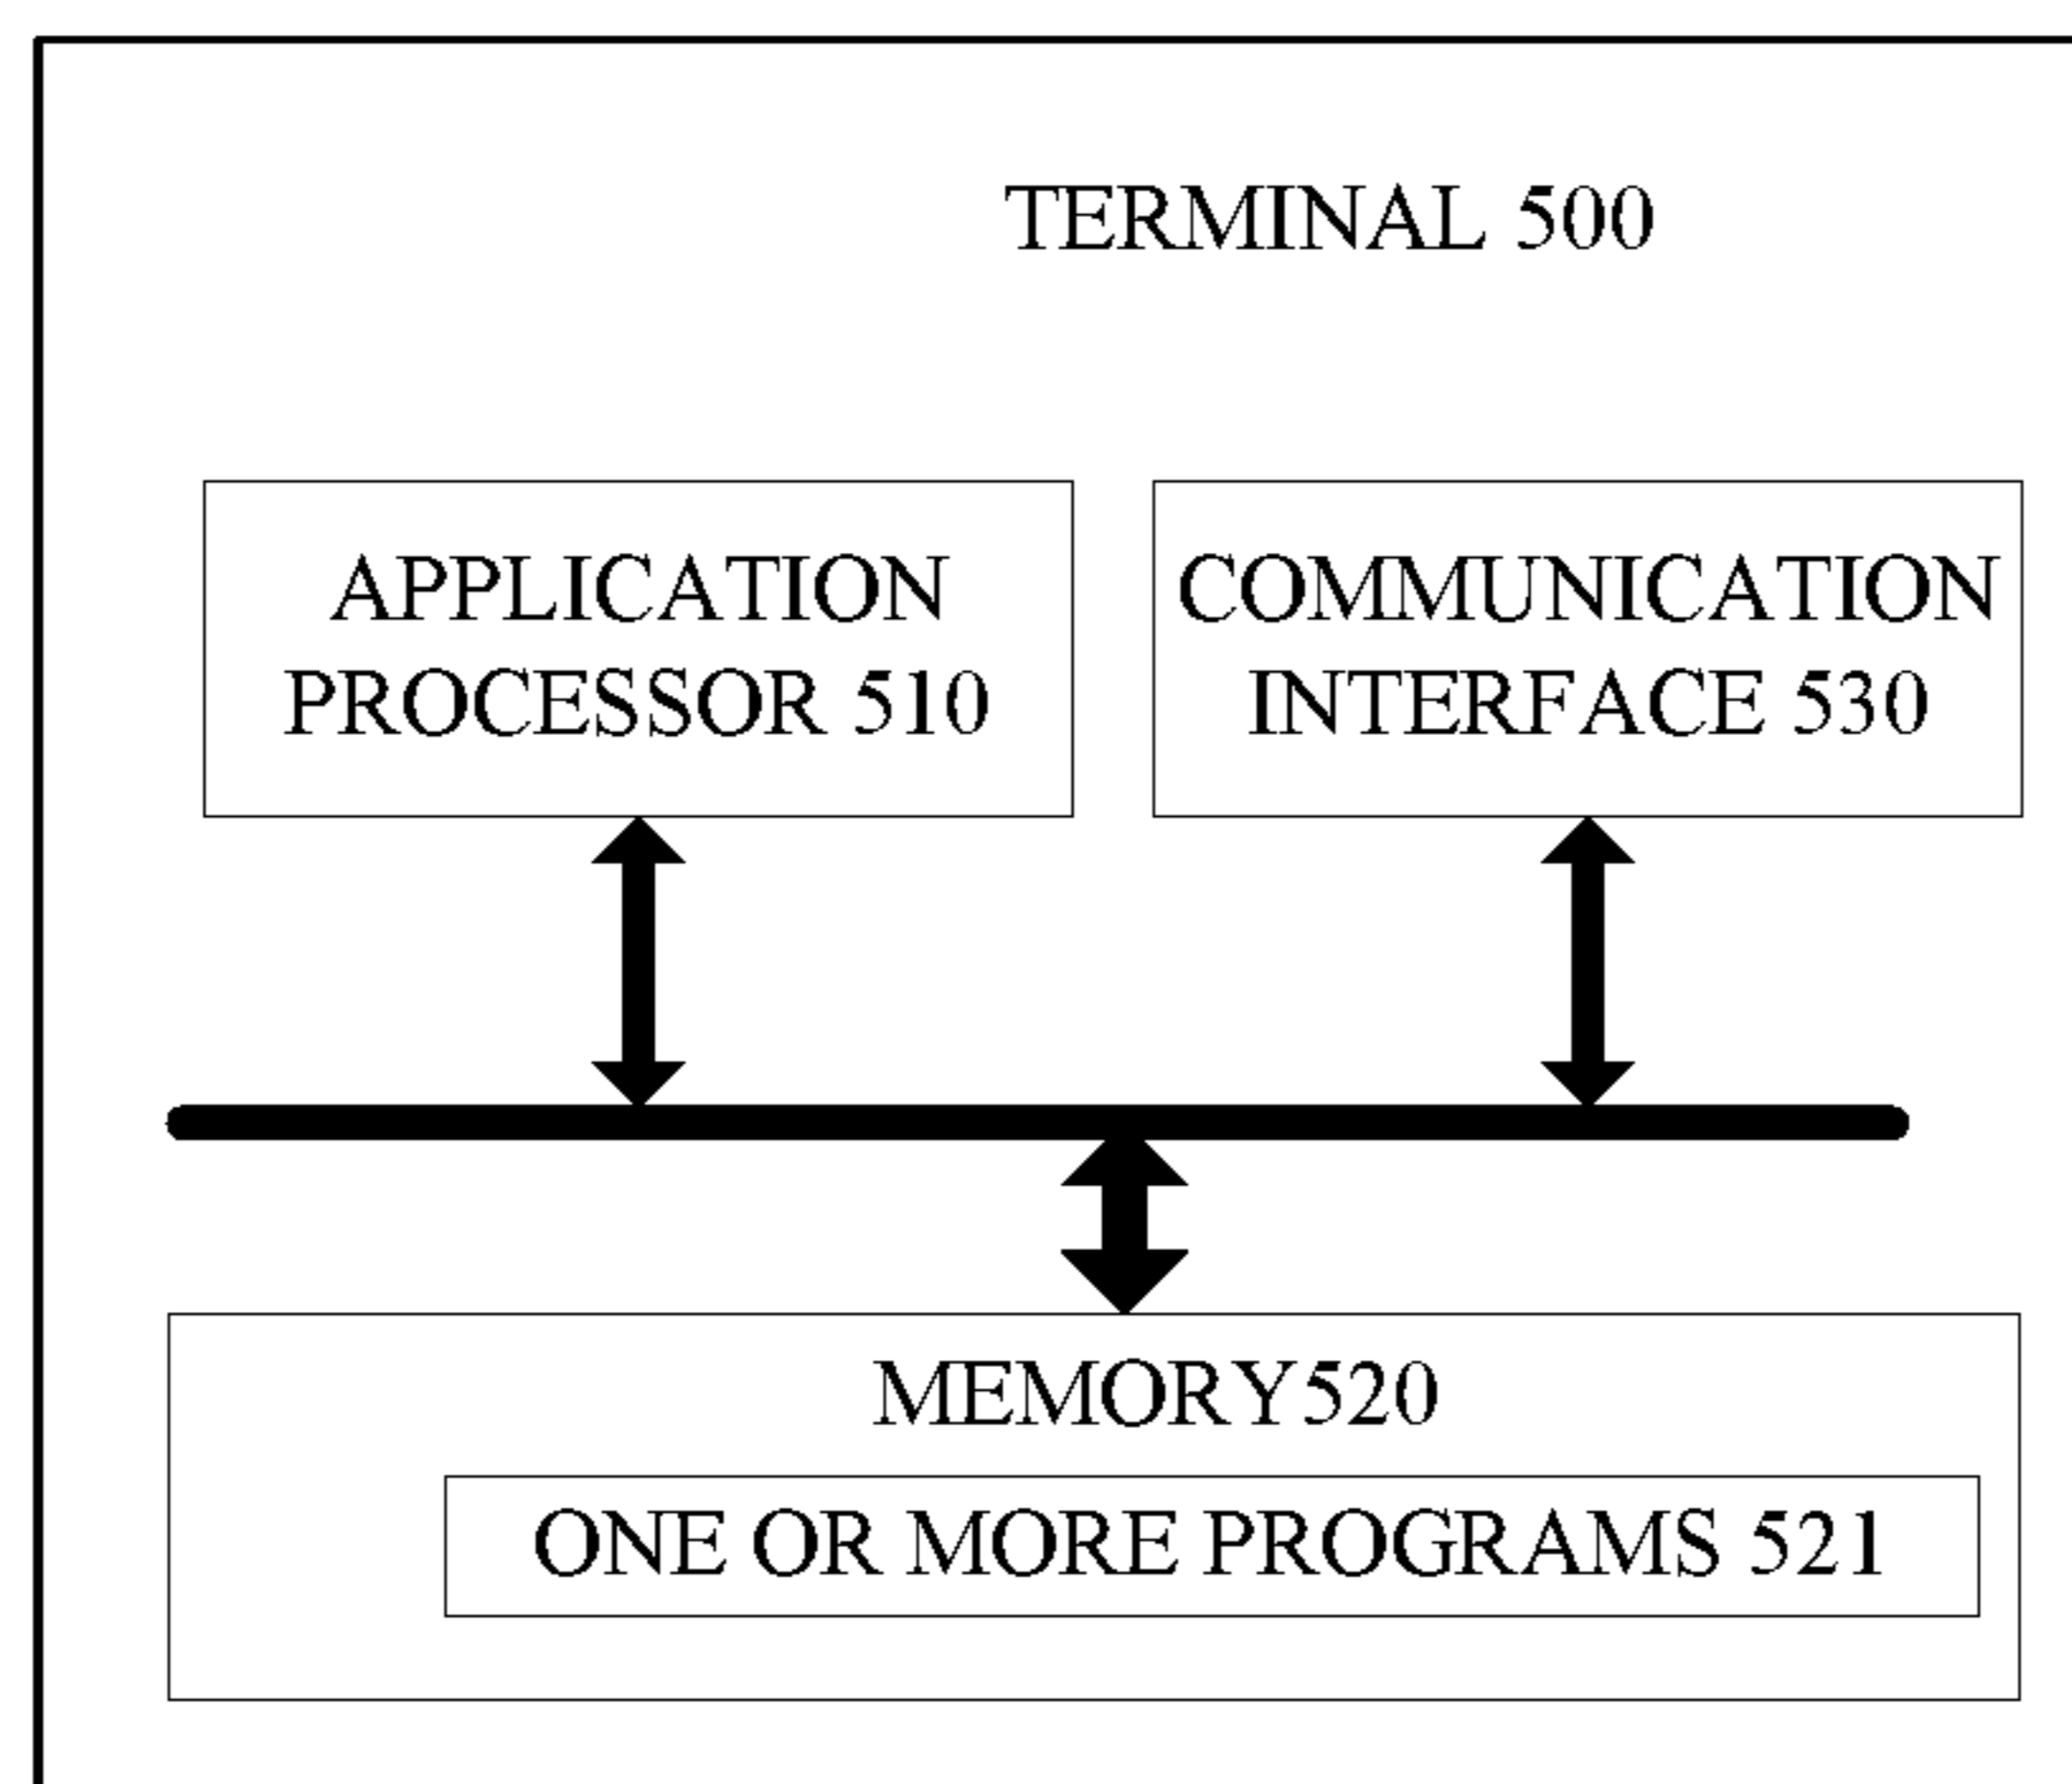 TERMINAL 500
APPLICATION
PROCESSOR 510
COMMUNICATION
INTERFACE 530
MEMORY520
ONE OR MORE PROGRAMS 521